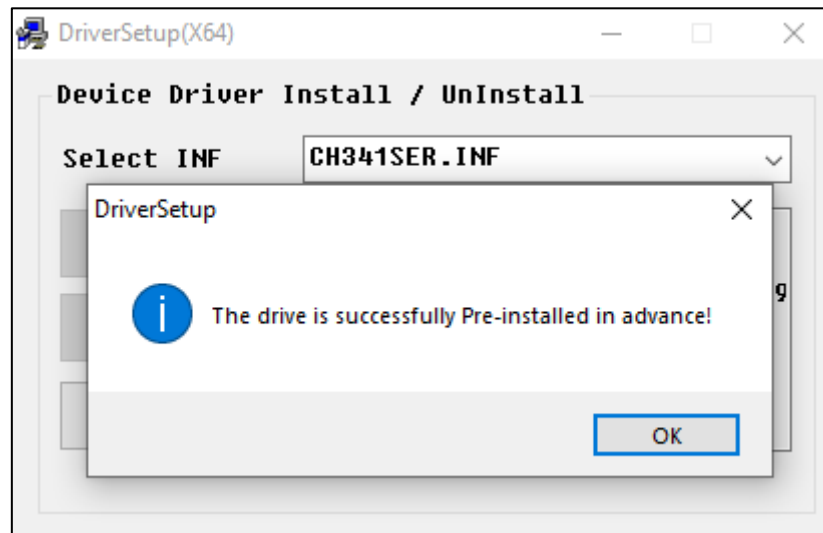 DriverSetup(X64)
Device Driver Install / UnInstall
Select INF CH341SER.INF
DriverSetup
The drive is successfully Pre-installed in advance!
g
OK